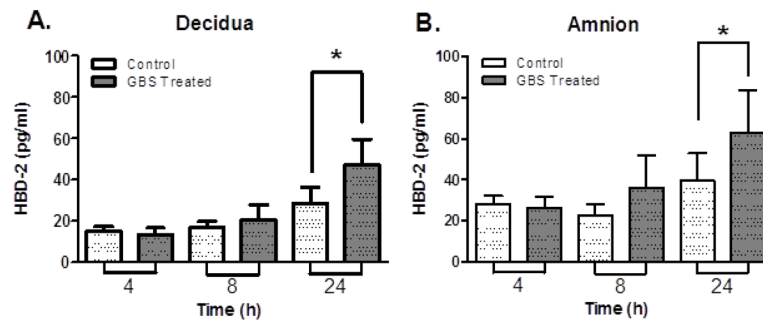 A.
Decidua
*
Control
GBS Treated
HBD-2 (pg/ml)
100
80
60
40
20
0
4
8
24
Time (h)
B.
Amnion
*
Control
GBS Treated
HBD-2 (pg/ml)
100
80
60
40
20
0
4
8
24
Time (h)